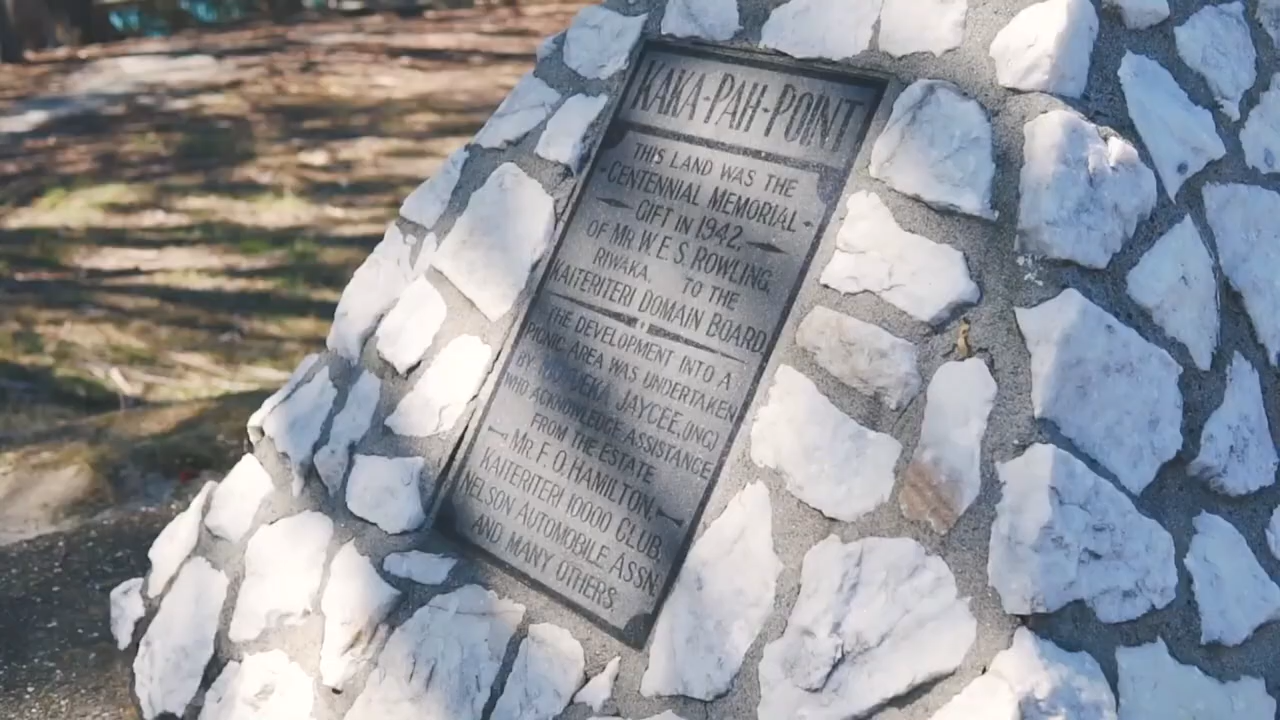 KAKA-PAH-POINT
THIS LAND WAS THE
CENTENNIAL MEMORIAL
GIFT IN 1942,
OF MR W.E.S. ROWLING,
RIWAKA, TO THE
KAITERITERI DOMAIN BOARD
THE DEVELOPMENT INTO A
PICNIC AREA WAS UNDERTAKEN
BY MOTUEKA JAYCEE, (INC)
WHO ACKNOWLEDGE ASSISTANCE
FROM THE ESTATE
MR. F. O. HAMILTON,
KAITERITERI 10000 CLUB,
NELSON AUTOMOBILE ASSN.
AND MANY OTHERS.